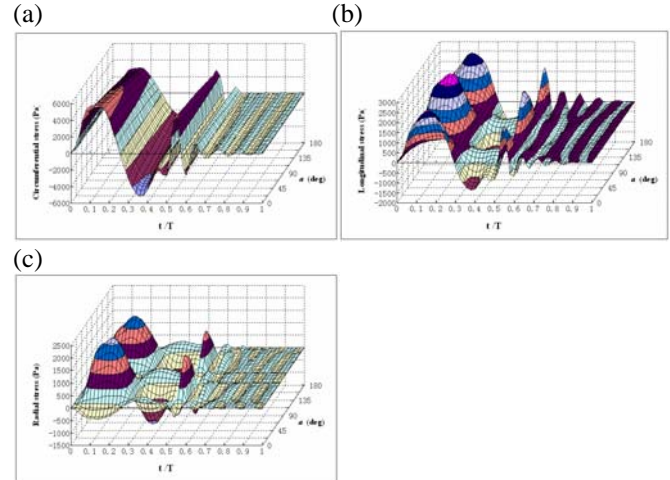 (a)
Circumferential stress (Pa)
6000
4000
2000
0
-2000
-4000
-6000
0 0.1 0.2 0.3 0.4 0.5 0.6 0.7 0.8 0.9 1
t /T
0
45
90
135
180
α (deg)
(b)
Longitudinal stress (Pa)
3000
2500
2000
1500
1000
500
0
-500
-1000
-1500
-2000
0 0.1 0.2 0.3 0.4 0.5 0.6 0.7 0.8 0.9 1
t /T
0
45
90
135
180
α (deg)
(c)
Radial stress (Pa)
2500
2000
1500
1000
500
0
-500
-1000
-1500
0 0.1 0.2 0.3 0.4 0.5 0.6 0.7 0.8 0.9 1
t /T
0
45
90
135
180
α (deg)